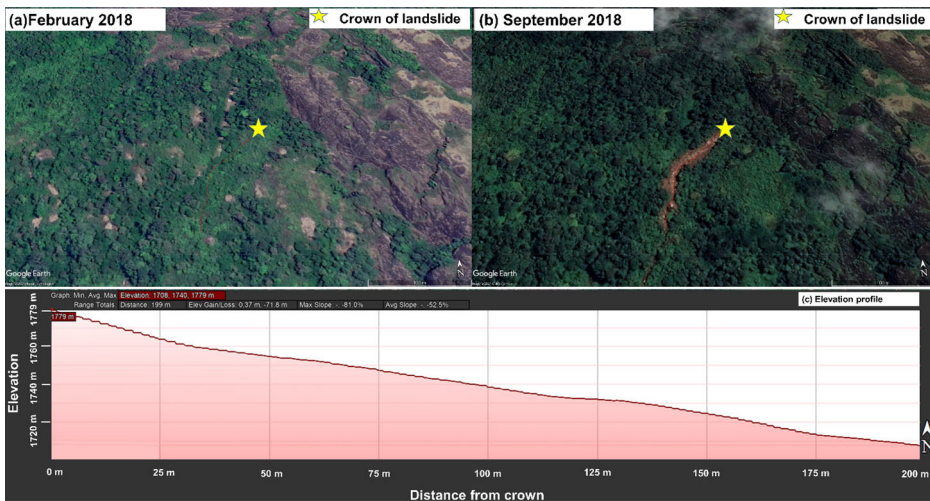 (a)February 2018
Crown of landslide
(b) September 2018
Crown of landslide
Google Earth
N
100 m
Google Earth
N
100 m
Graph: Min, Avg, Max Elevation: 1708, 1740, 1779 m
Range Totals: Distance: 199 m Elev Gain/Loss: 0.37 m, -71.8 m Max Slope: -, -81.0% Avg Slope: -, -52.5%
(c) Elevation profile
1779 m
1779 m
1760 m
1740 m
1720 m
Elevation
N
0 m
25 m
50 m
75 m
100 m
125 m
150 m
175 m
200 m
Distance from crown